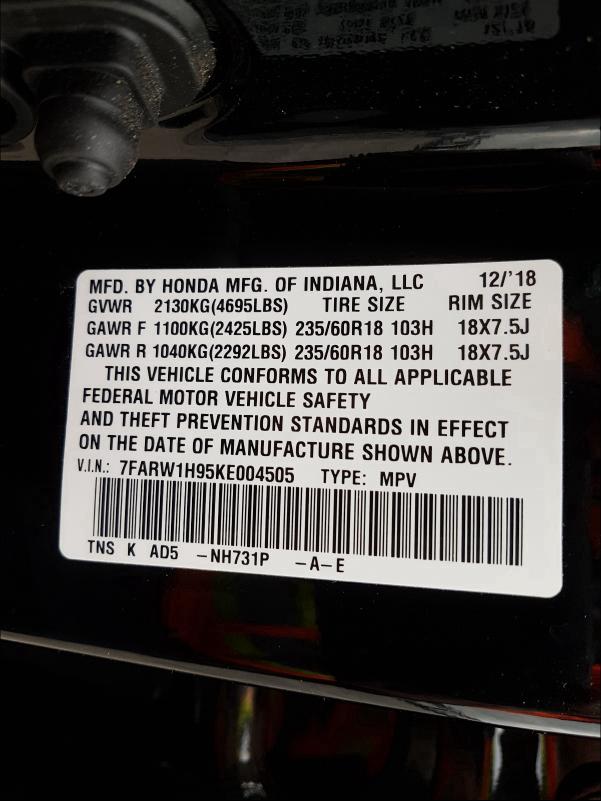 MFD. BY HONDA MFG. OF INDIANA, LLC 12/'18
GVWR 2130KG(4695LBS) TIRE SIZE RIM SIZE
GAWR F 1100KG(2425LBS) 235/60R18 103H 18X7.5J
GAWR R 1040KG(2292LBS) 235/60R18 103H 18X7.5J
THIS VEHICLE CONFORMS TO ALL APPLICABLE
FEDERAL MOTOR VEHICLE SAFETY
AND THEFT PREVENTION STANDARDS IN EFFECT
ON THE DATE OF MANUFACTURE SHOWN ABOVE.
V.I.N.: 7FARW1H95KE004505 TYPE: MPV
TNS K AD5 -NH731P -A-E